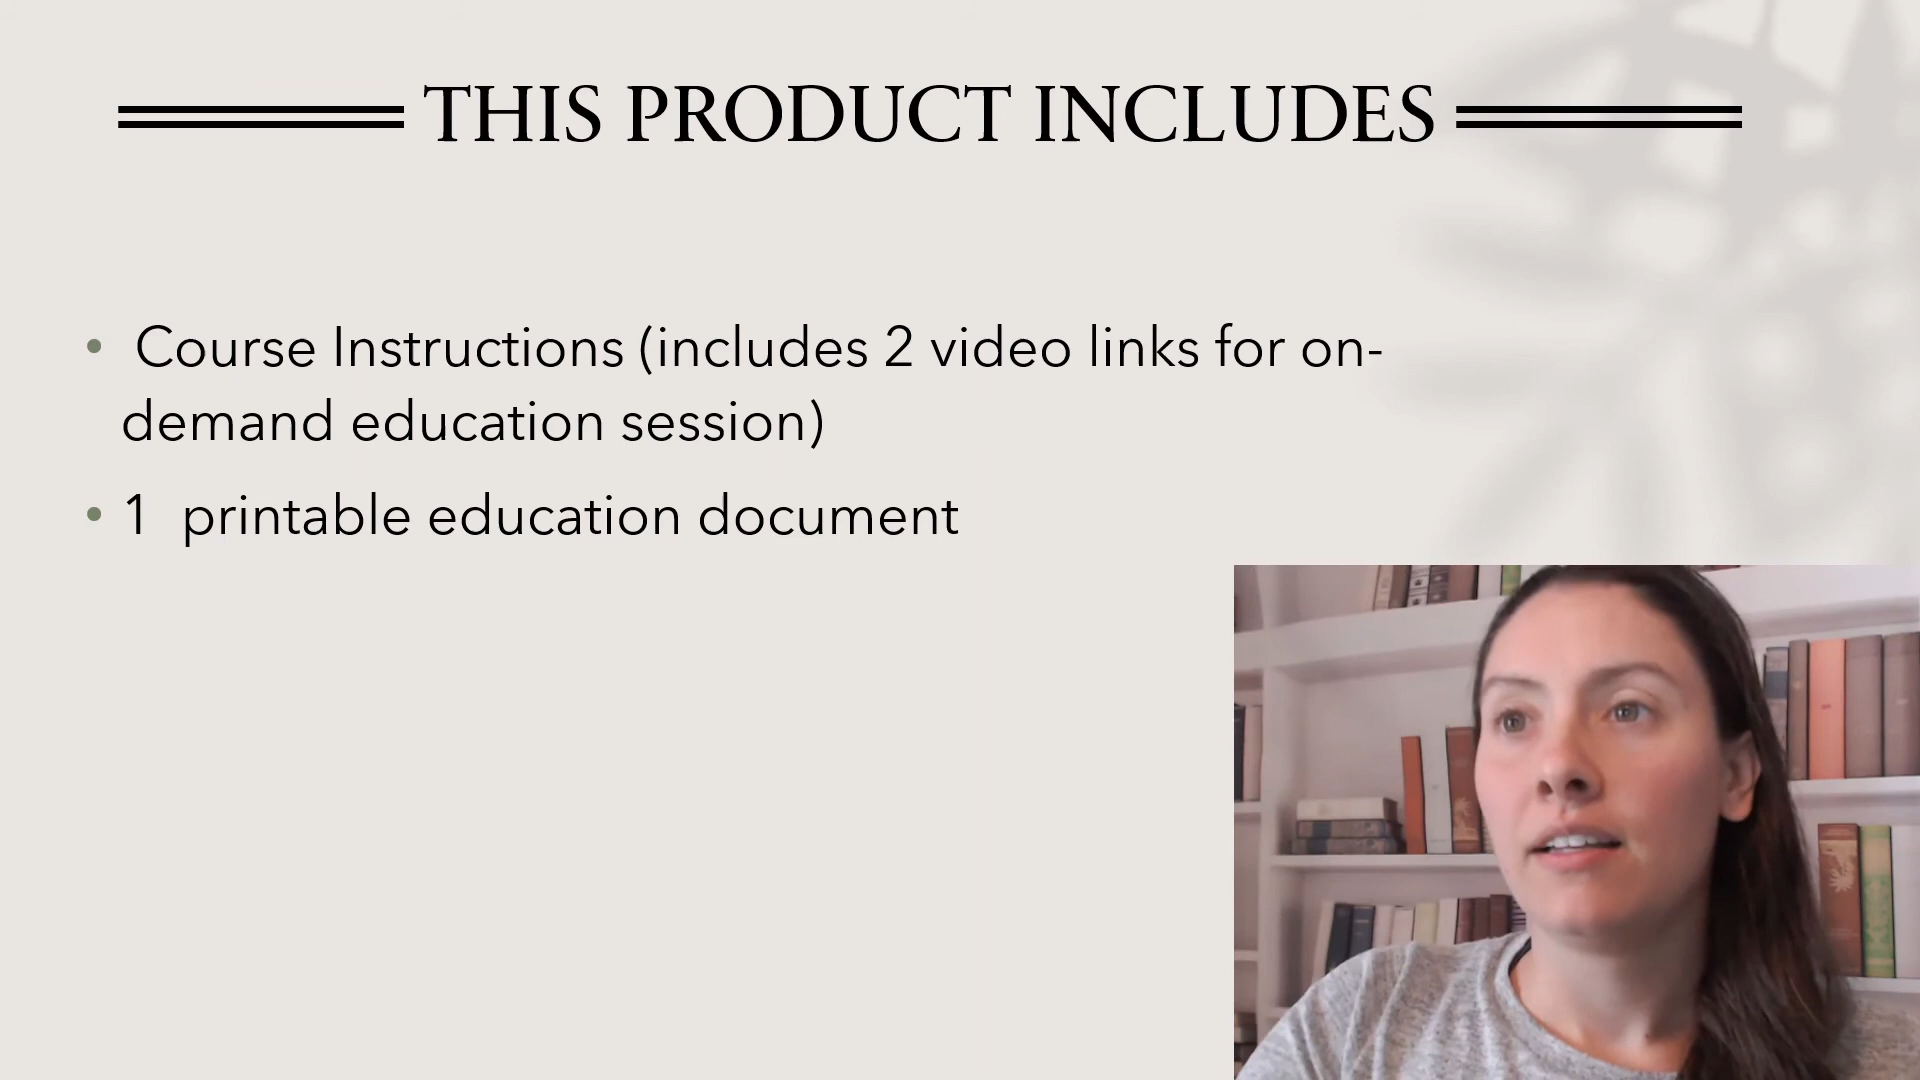 THIS PRODUCT INCLUDES
• Course Instructions (includes 2 video links for on-
demand education session)
• 1 printable education document